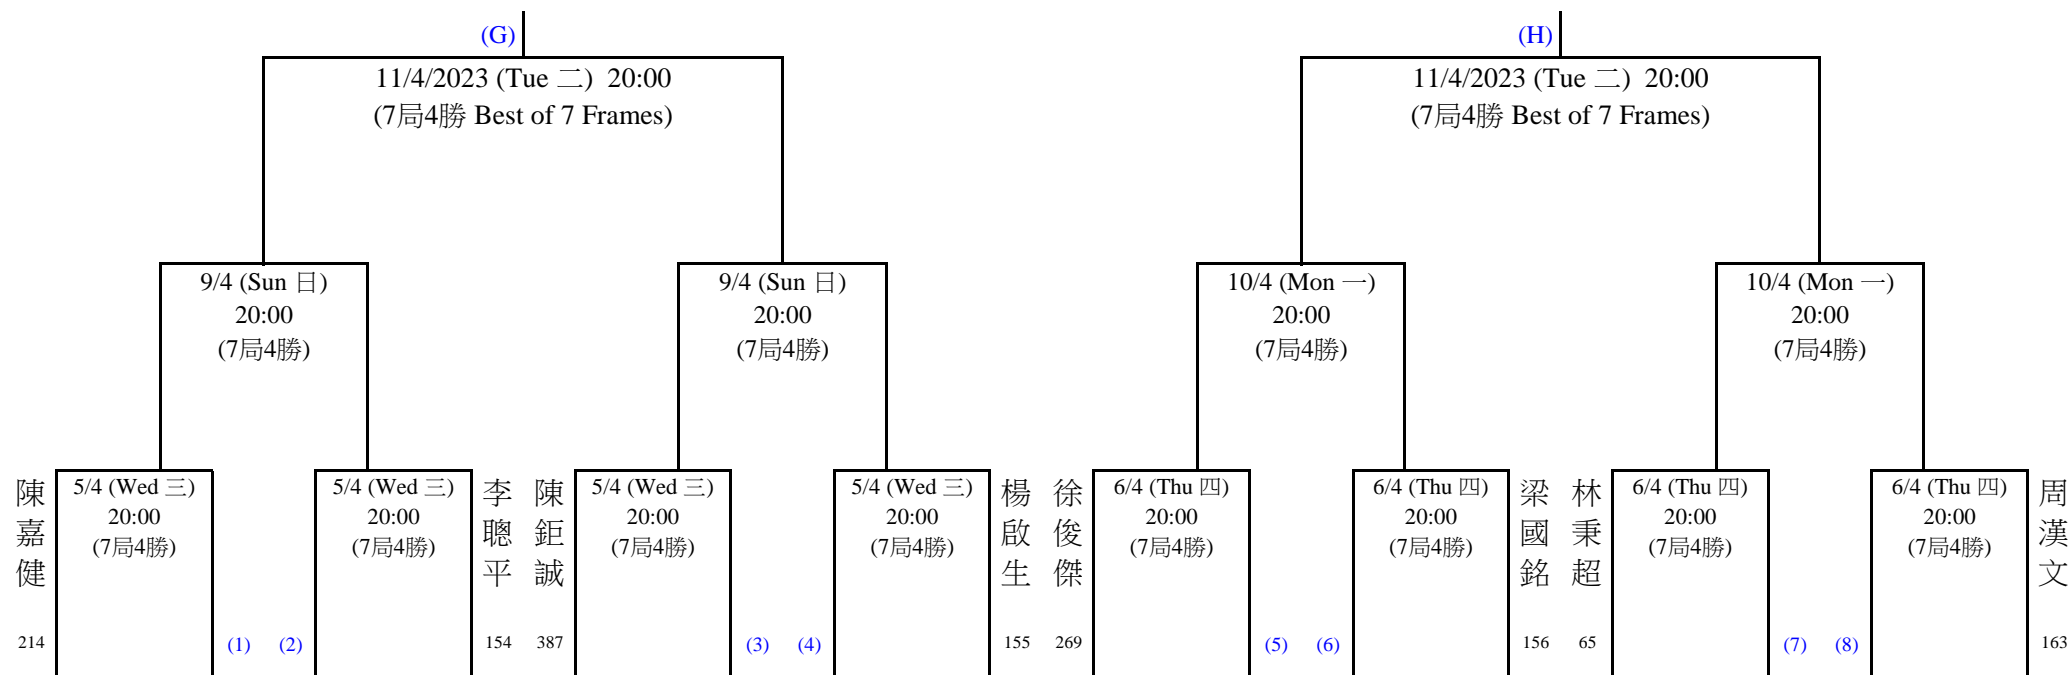 (G)
(H)
11/4/2023 (Tue 二) 20:00
(7局4勝 Best of 7 Frames)
11/4/2023 (Tue 二) 20:00
(7局4勝 Best of 7 Frames)
9/4 (Sun 日)
20:00
(7局4勝)
9/4 (Sun 日)
20:00
(7局4勝)
10/4 (Mon 一)
20:00
(7局4勝)
10/4 (Mon 一)
20:00
(7局4勝)
陳嘉健
214
5/4 (Wed 三)
20:00
(7局4勝)
(1)
(2)
5/4 (Wed 三)
20:00
(7局4勝)
李聰平
154
陳鉅誠
387
5/4 (Wed 三)
20:00
(7局4勝)
(3)
(4)
5/4 (Wed 三)
20:00
(7局4勝)
楊啟生
155
徐俊傑
269
6/4 (Thu 四)
20:00
(7局4勝)
(5)
(6)
6/4 (Thu 四)
20:00
(7局4勝)
梁國銘
156
林秉超
65
6/4 (Thu 四)
20:00
(7局4勝)
(7)
(8)
6/4 (Thu 四)
20:00
(7局4勝)
周漢文
163